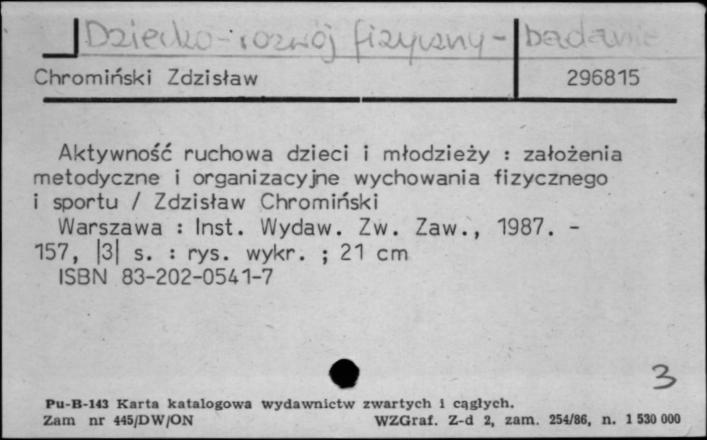 Dziecko - rozwój fizyczny - badanie
Chromiński Zdzisław 296815
Aktywność ruchowa dzieci i młodzieży : założenia
metodyczne i organizacyjne wychowania fizycznego
i sportu / Zdzisław Chromiński
Warszawa : Inst. Wydaw. Zw. Zaw., 1987. -
157, |3| s. : rys. wykr. ; 21 cm
ISBN 83-202-0541-7
3
Pu-B-143 Karta katalogowa wydawnictw zwartych i ciągłych.
Zam nr 445/DW/ON WZGraf. Z-d 2, zam. 254/86, n. 1 530 000